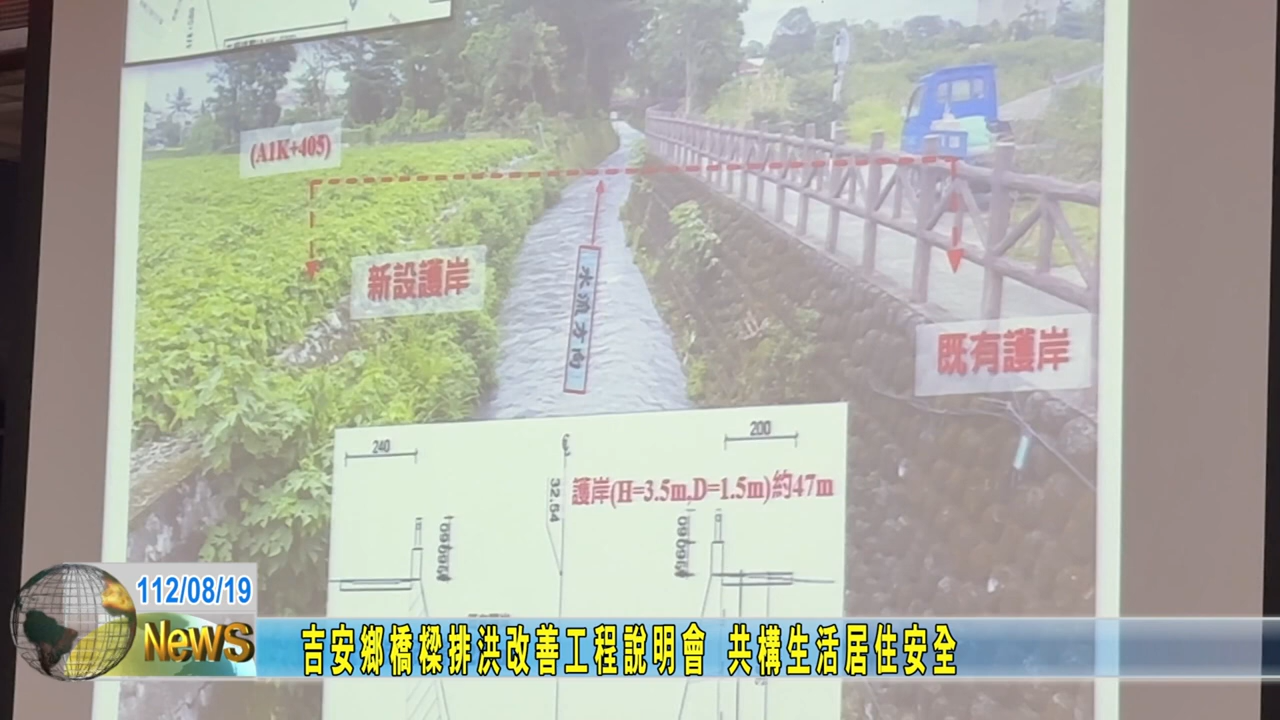 (A1K+405)
新設護岸
水流方向
既有護岸
240
200
32.54
護岸(H=3.5m,D=1.5m)約47m
112/08/19
NewS
吉安鄉橋樑排洪改善工程說明會 共構生活居住安全